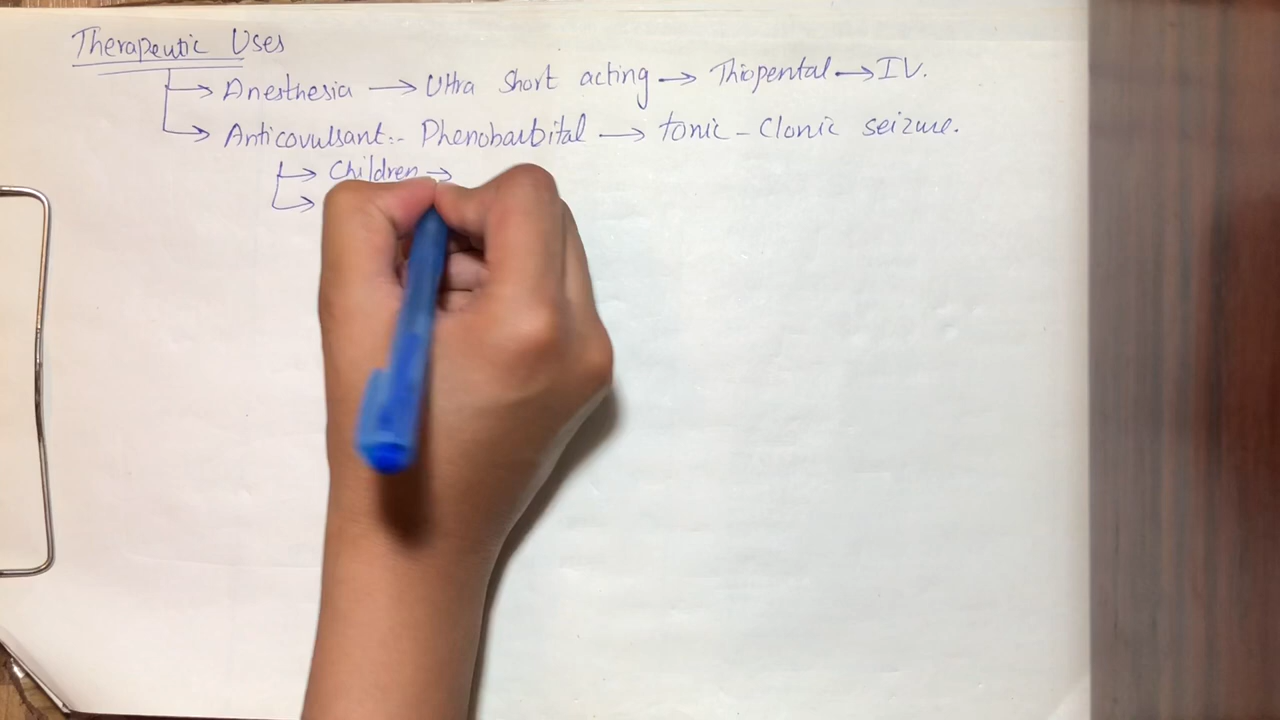 Therapeutic Uses
→ Anesthesia → Ultra Short acting → Thiopental → IV.
→ Anticovulsant:- Phenobarbital → tonic - Clonic seizure.
→ Children →
→